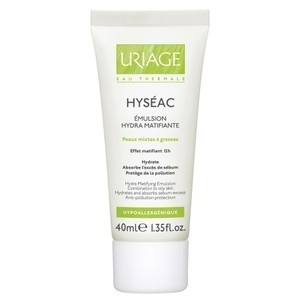 URIAGE
EAU THERMALE
HYSÉAC
ÉMULSION
HYDRA MATIFIANTE
Peaux mixtes à grasses
Effet matifiant 12h
Hydrate
Absorbe l'excès de sébum
Protège de la pollution
Hydra Matifying Emulsion
Combination to oily skin
Hydrates and absorbs sebum excess
Anti-pollution protection
HYPOALLERGÉNIQUE
40ml℮ 1.35fl.oz.